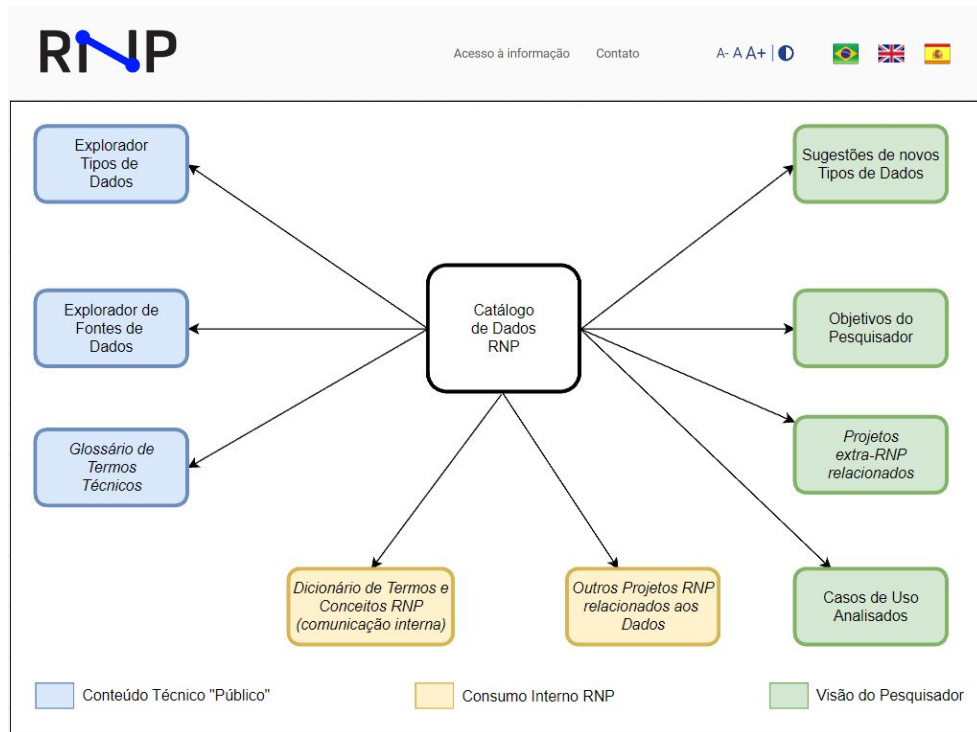 RNP
Acesso à informação
Contato
A- A A+ |
Explorador
Tipos de
Dados
Sugestões de novos
Tipos de Dados
Catálogo
de Dados
RNP
Explorador de
Fontes de
Dados
Objetivos do
Pesquisador
Glossário de
Termos
Técnicos
Projetos
extra-RNP
relacionados
Dicionário de Termos e
Conceitos RNP
(comunicação interna)
Outros Projetos RNP
relacionados aos
Dados
Casos de Uso
Analisados
Conteúdo Técnico "Público"
Consumo Interno RNP
Visão do Pesquisador